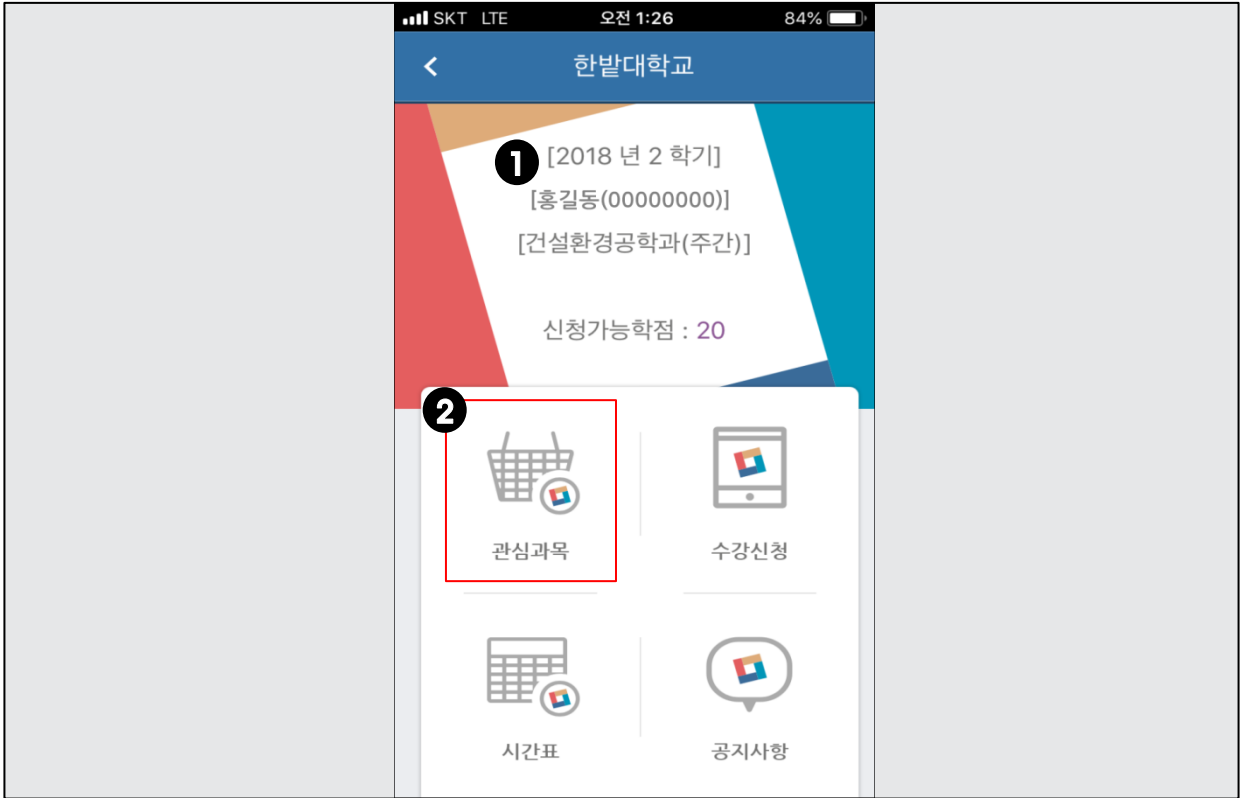 SKT LTE 오전 1:26 84%
한밭대학교
1 [2018 년 2 학기]
[홍길동(00000000)]
[건설환경공학과(주간)]
신청가능학점 : 20
2
관심과목 수강신청
시간표 공지사항